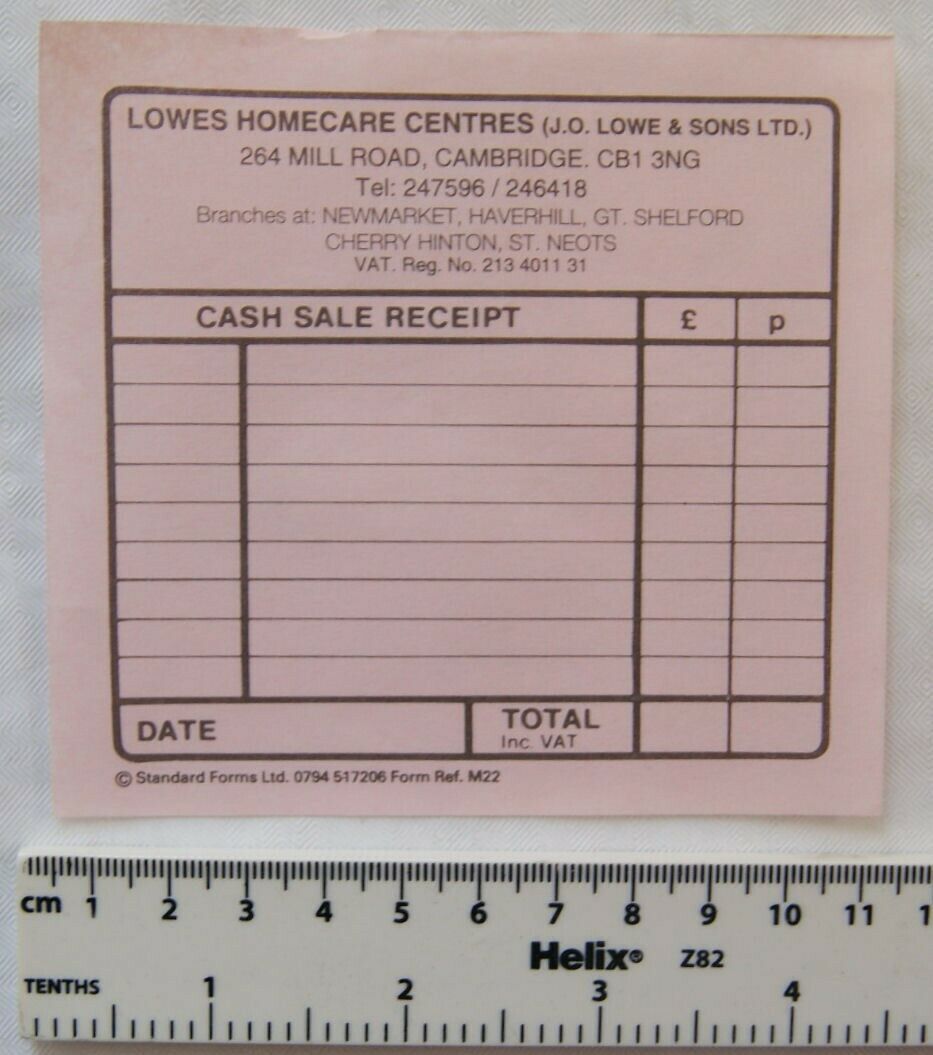 LOWES HOMECARE CENTRES (J.O. LOWE & SONS LTD.)
264 MILL ROAD, CAMBRIDGE. CB1 3NG
Tel: 247596 / 246418
Branches at: NEWMARKET, HAVERHILL, GT. SHELFORD
CHERRY HINTON, ST. NEOTS
VAT. Reg. No. 213 4011 31
CASH SALE RECEIPT £ p
DATE TOTAL
Inc. VAT
© Standard Forms Ltd. 0794 517206 Form Ref. M22
cm 1 2 3 4 5 6 7 8 9 10 11
Helix® Z82
TENTHS 1 2 3 4